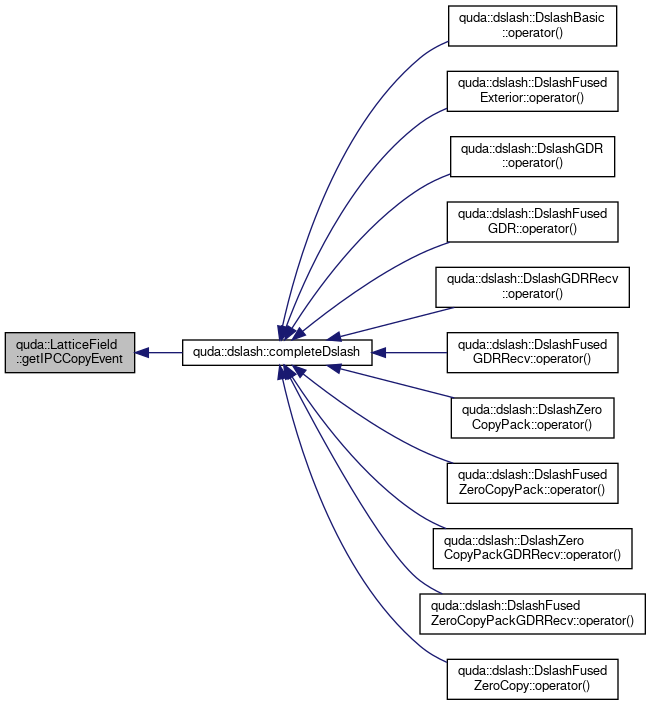 quda::dslash::DslashBasic
::operator()
quda::dslash::DslashFused
Exterior::operator()
quda::dslash::DslashGDR
::operator()
quda::dslash::DslashFused
GDR::operator()
quda::dslash::DslashGDRRecv
::operator()
quda::LatticeField
::getIPCCopyEvent
quda::dslash::completeDslash
quda::dslash::DslashFused
GDRRecv::operator()
quda::dslash::DslashZero
CopyPack::operator()
quda::dslash::DslashFused
ZeroCopyPack::operator()
quda::dslash::DslashZero
CopyPackGDRRecv::operator()
quda::dslash::DslashFused
ZeroCopyPackGDRRecv::operator()
quda::dslash::DslashFused
ZeroCopy::operator()